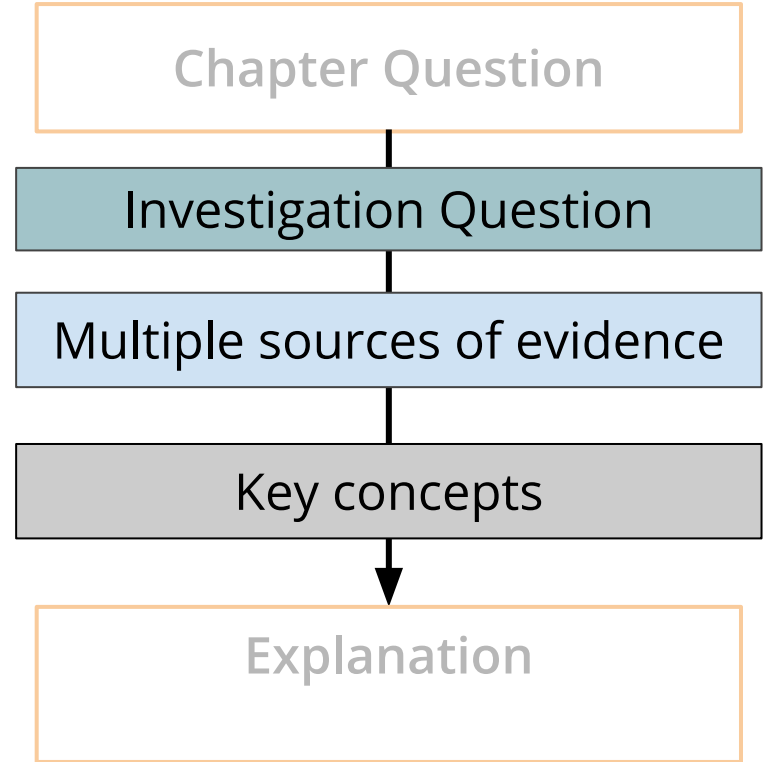 Chapter Question
Investigation Question
Multiple sources of evidence
Key concepts
Explanation